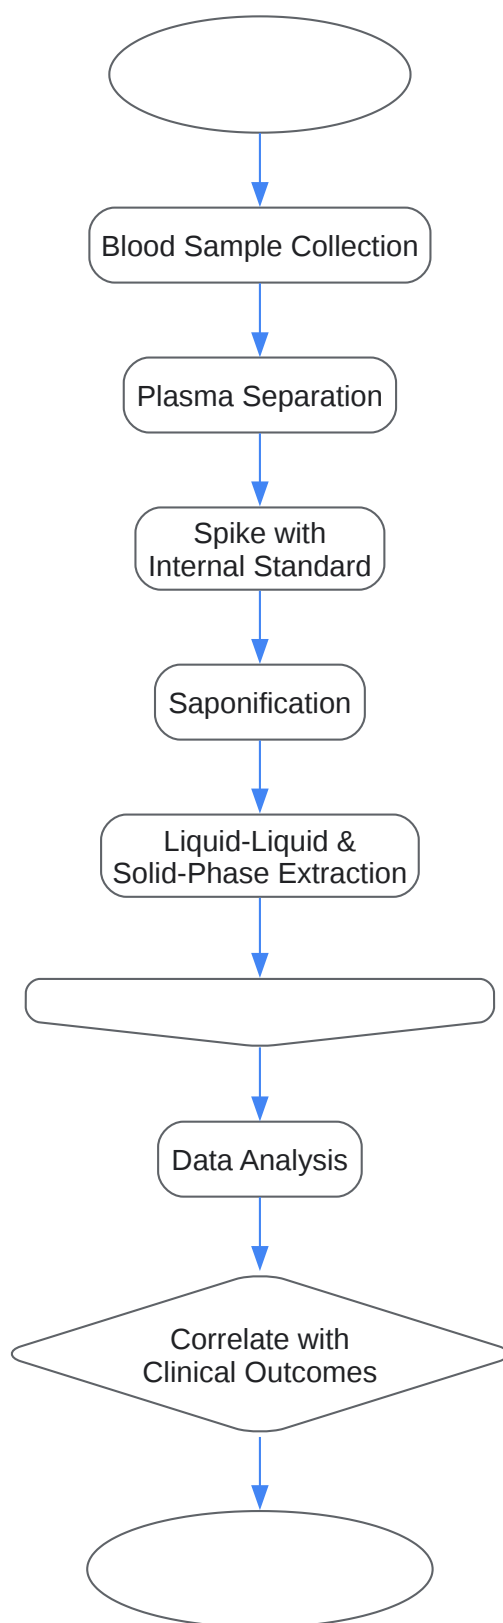 Blood Sample Collection
Plasma Separation
Spike with
Internal Standard
Saponification
Liquid-Liquid &
Solid-Phase Extraction
Data Analysis
Correlate with
Clinical Outcomes